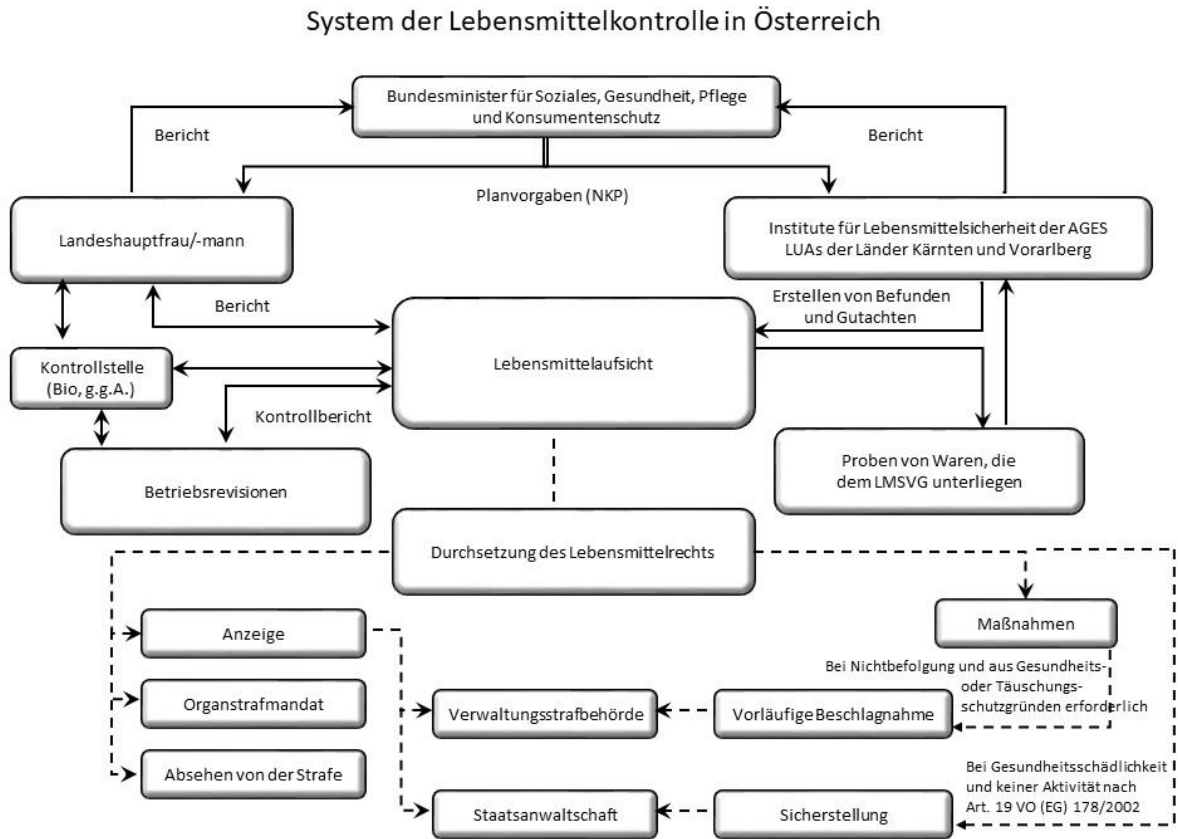 System der Lebensmittelkontrolle in Österreich
Bundesminister für Soziales, Gesundheit, Pflege
und Konsumentenschutz
Bericht
Bericht
Planvorgaben (NKP)
Landeshauptfrau/-mann
Institute für Lebensmittelsicherheit der AGES
LUAs der Länder Kärnten und Vorarlberg
Bericht
Erstellen von Befunden
und Gutachten
Lebensmittelaufsicht
Kontrollstelle
(Bio, g.g.A.)
Kontrollbericht
Betriebsrevisionen
Proben von Waren, die
dem LMSVG unterliegen
Durchsetzung des Lebensmittelrechts
Anzeige
Maßnahmen
Bei Nichtbefolgung und aus Gesundheits-
oder Täuschungs-
schutzgründen erforderlich
Organstrafmandat
Verwaltungsstrafbehörde
Vorläufige Beschlagnahme
Absehen von der Strafe
Bei Gesundheitsschädlichkeit
und keiner Aktivität nach
Art. 19 VO (EG) 178/2002
Staatsanwaltschaft
Sicherstellung